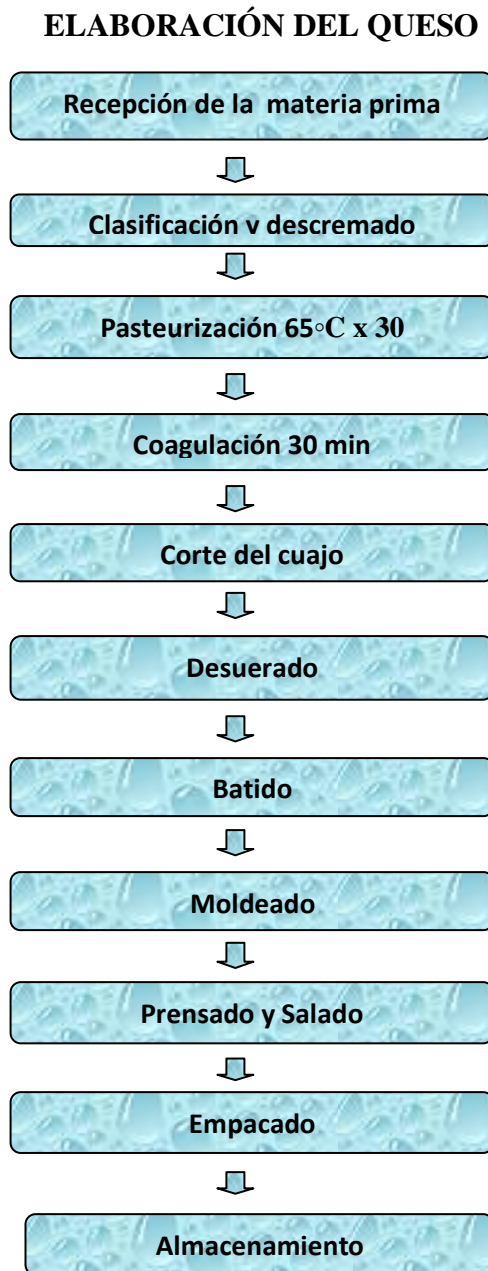 ELABORACIÓN DEL QUESO
Recepción de la materia prima
Clasificación v descremado
Pasteurización 65◦C x 30
Coagulación 30 min
Corte del cuajo
Desuerado
Batido
Moldeado
Prensado y Salado
Empacado
Almacenamiento